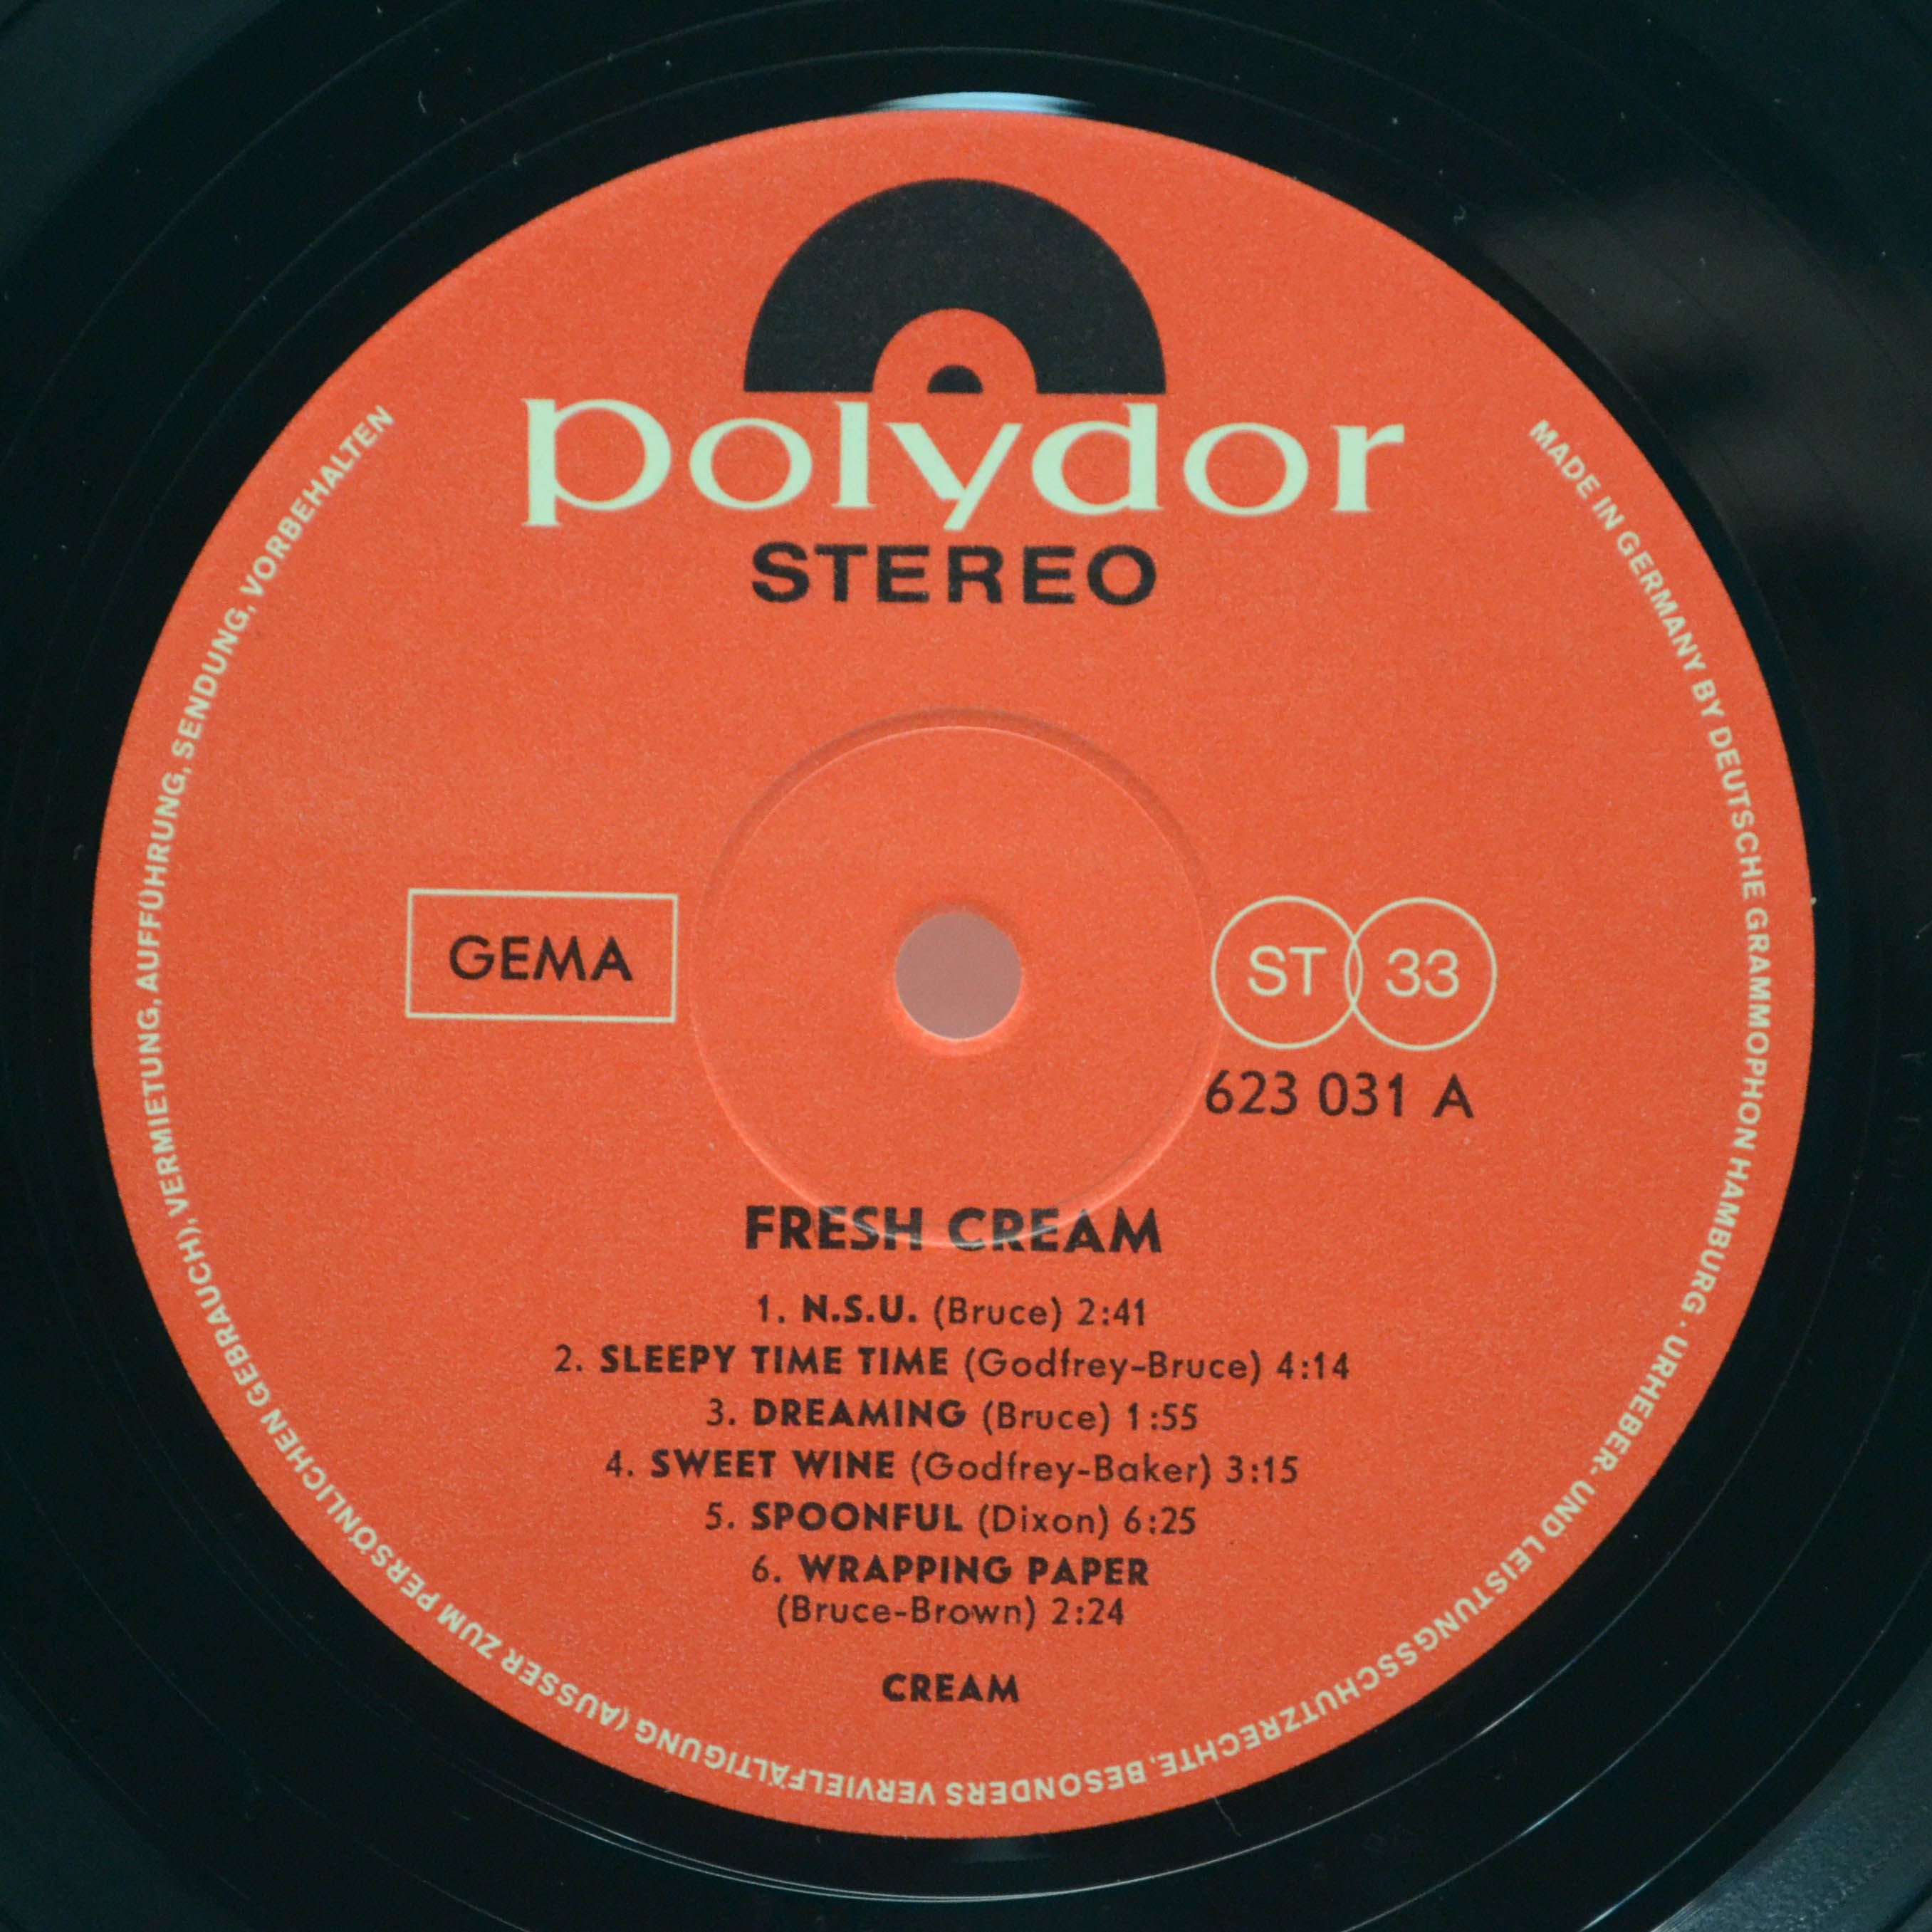 polydor
STEREO
GEMA
ST 33
623 031 A
FRESH CREAM
1. N.S.U. (Bruce) 2:41
2. SLEEPY TIME TIME (Godfrey-Bruce) 4:14
3. DREAMING (Bruce) 1:55
4. SWEET WINE (Godfrey-Baker) 3:15
5. SPOONFUL (Dixon) 6:25
6. WRAPPING PAPER
(Bruce-Brown) 2:24
CREAM
MADE IN GERMANY BY DEUTSCHE GRAMMOPHON HAMBURG · URHEBER- UND LEISTUNGSSCHUTZRECHTE, BESONDERS VERVIELFÄLTIGUNG (AUSSER ZUM PERSÖNLICHEN GEBRAUCH), VERMIETUNG, AUFFÜHRUNG, SENDUNG, VORBEHALTEN